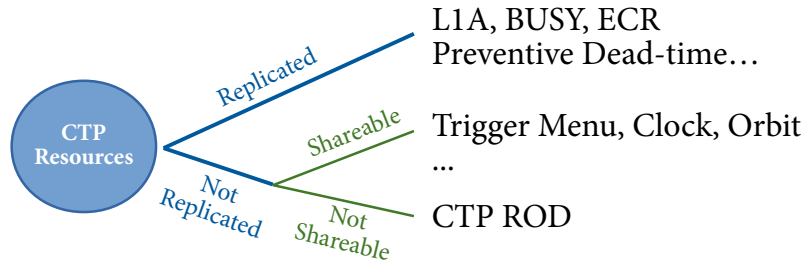 L1A, BUSY, ECR
Preventive Dead-time…
Replicated
CTP
Resources
Shareable
Trigger Menu, Clock, Orbit
...
Not
Replicated
Not
Shareable
CTP ROD